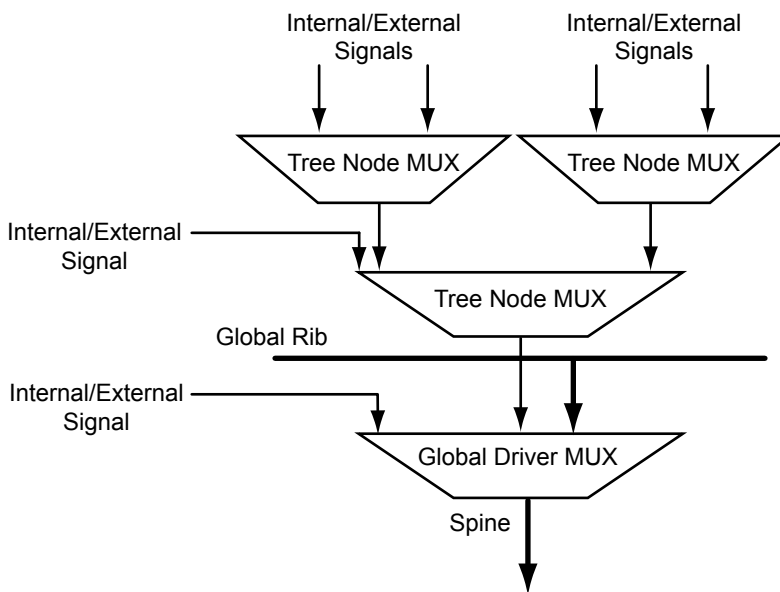 Internal/External
Signals
Internal/External
Signals
Tree Node MUX
Tree Node MUX
Internal/External
Signal
Tree Node MUX
Global Rib
Internal/External
Signal
Global Driver MUX
Spine